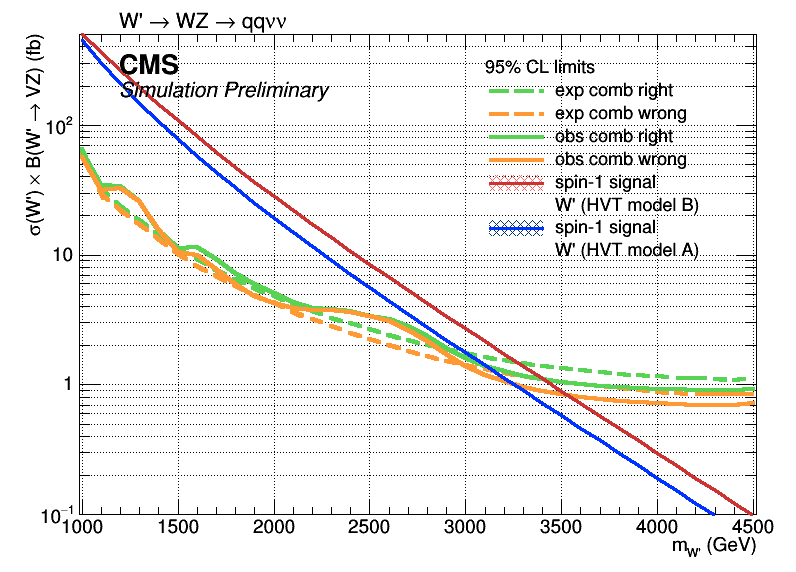 W' → WZ → qqνν
CMS
Simulation Preliminary
95% CL limits
exp comb right
exp comb wrong
obs comb right
obs comb wrong
spin-1 signal
W' (HVT model B)
spin-1 signal
W' (HVT model A)
σ(W') × B(W' → VZ) (fb)
10²
10
1
10⁻¹
1000 1500 2000 2500 3000 3500 4000 4500
m_W' (GeV)